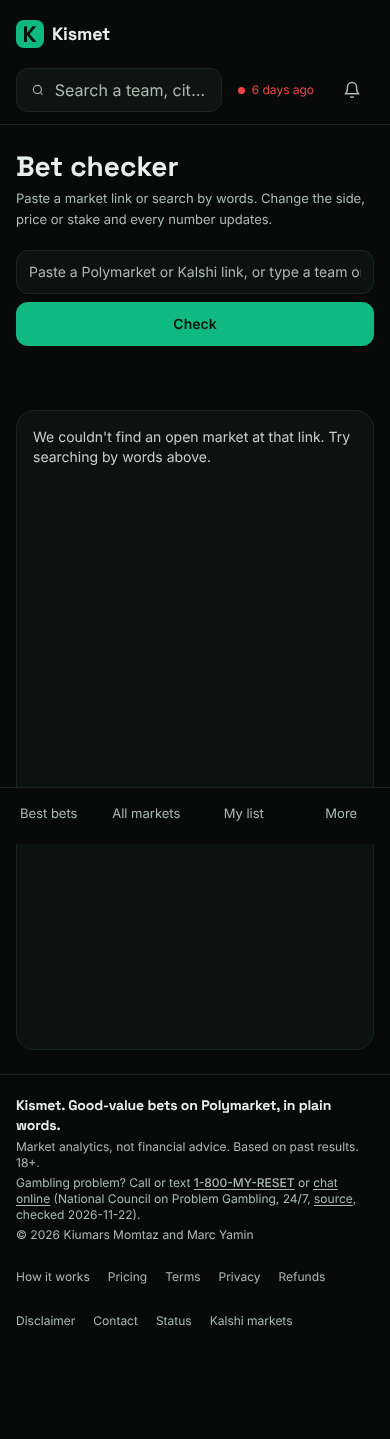 Kismet
Search a team, cit...
6 days ago
Bet checker
Paste a market link or search by words. Change the side,
price or stake and every number updates.
Paste a Polymarket or Kalshi link, or type a team o
Check
We couldn't find an open market at that link. Try
searching by words above.
Best bets All markets My list More
Kismet. Good-value bets on Polymarket, in plain
words.
Market analytics, not financial advice. Based on past results.
18+.
Gambling problem? Call or text 1-800-MY-RESET or chat
online (National Council on Problem Gambling, 24/7, source,
checked 2026-11-22).
© 2026 Kiumars Momtaz and Marc Yamin
How it works Pricing Terms Privacy Refunds
Disclaimer Contact Status Kalshi markets